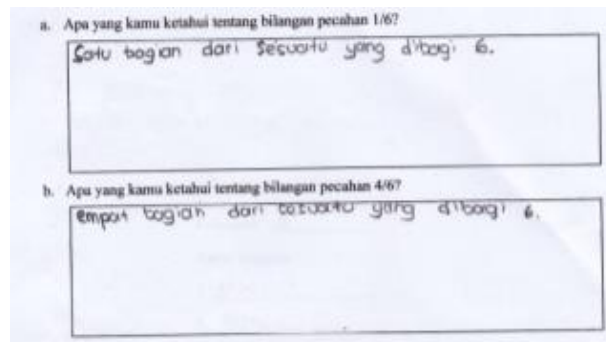 a. Apa yang kamu ketahui tentang bilangan pecahan 1/6?
Satu bagian dari sesuatu yang dibagi 6.
b. Apa yang kamu ketahui tentang bilangan pecahan 4/6?
empat bagian dari sesuatu yang dibagi 6.